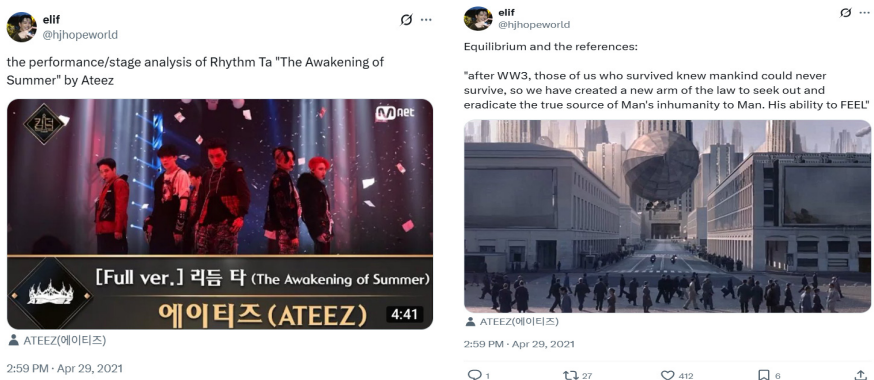 elif
@hjhopeworld
the performance/stage analysis of Rhythm Ta "The Awakening of
Summer" by Ateez
킹덤
Mnet
[Full ver.] 리듬 타 (The Awakening of Summer)
에이티즈 (ATEEZ)
4:41
ATEEZ(에이티즈)
2:59 PM · Apr 29, 2021
elif
@hjhopeworld
Equilibrium and the references:
"after WW3, those of us who survived knew mankind could never
survive, so we have created a new arm of the law to seek out and
eradicate the true source of Man's inhumanity to Man. His ability to FEEL"
ATEEZ(에이티즈)
2:59 PM · Apr 29, 2021
1
27
412
6